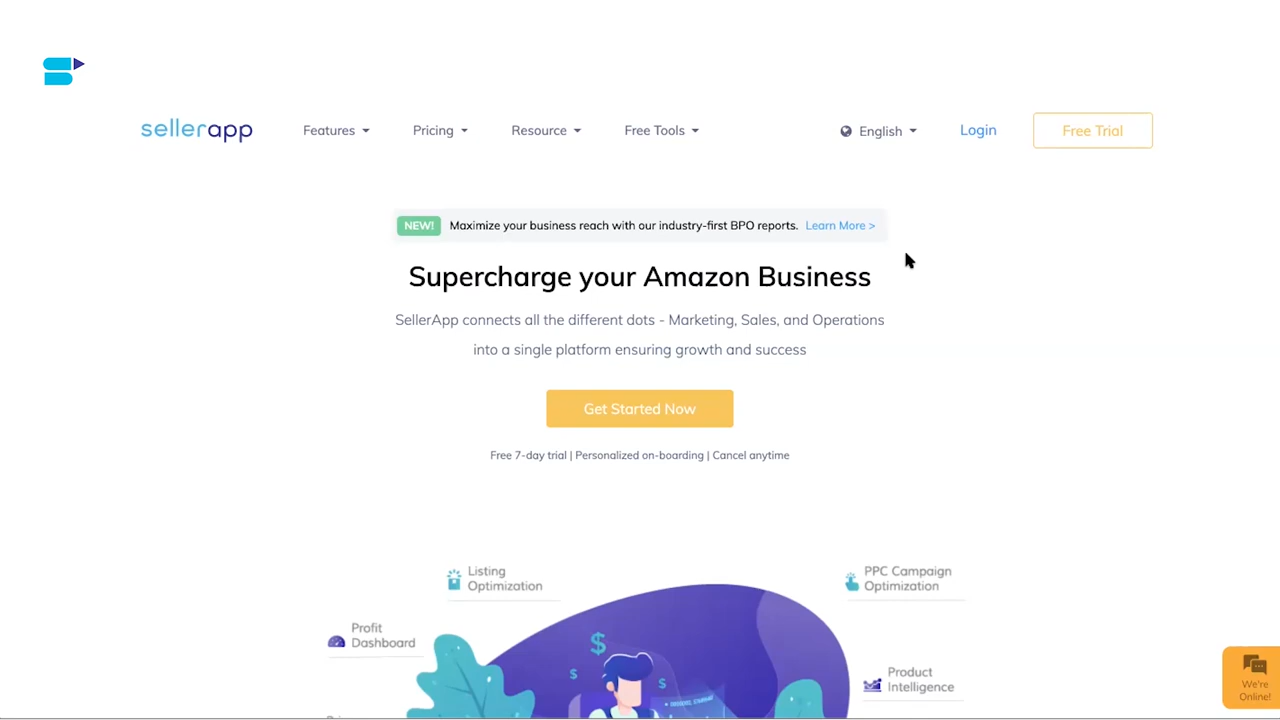 sellerapp
Features
Pricing
Resource
Free Tools
English
Login
Free Trial
NEW! Maximize your business reach with our industry-first BPO reports. Learn More >
Supercharge your Amazon Business
SellerApp connects all the different dots - Marketing, Sales, and Operations
into a single platform ensuring growth and success
Get Started Now
Free 7-day trial | Personalized on-boarding | Cancel anytime
Listing
Optimization
PPC Campaign
Optimization
Profit
Dashboard
Product
Intelligence
We're
Online!